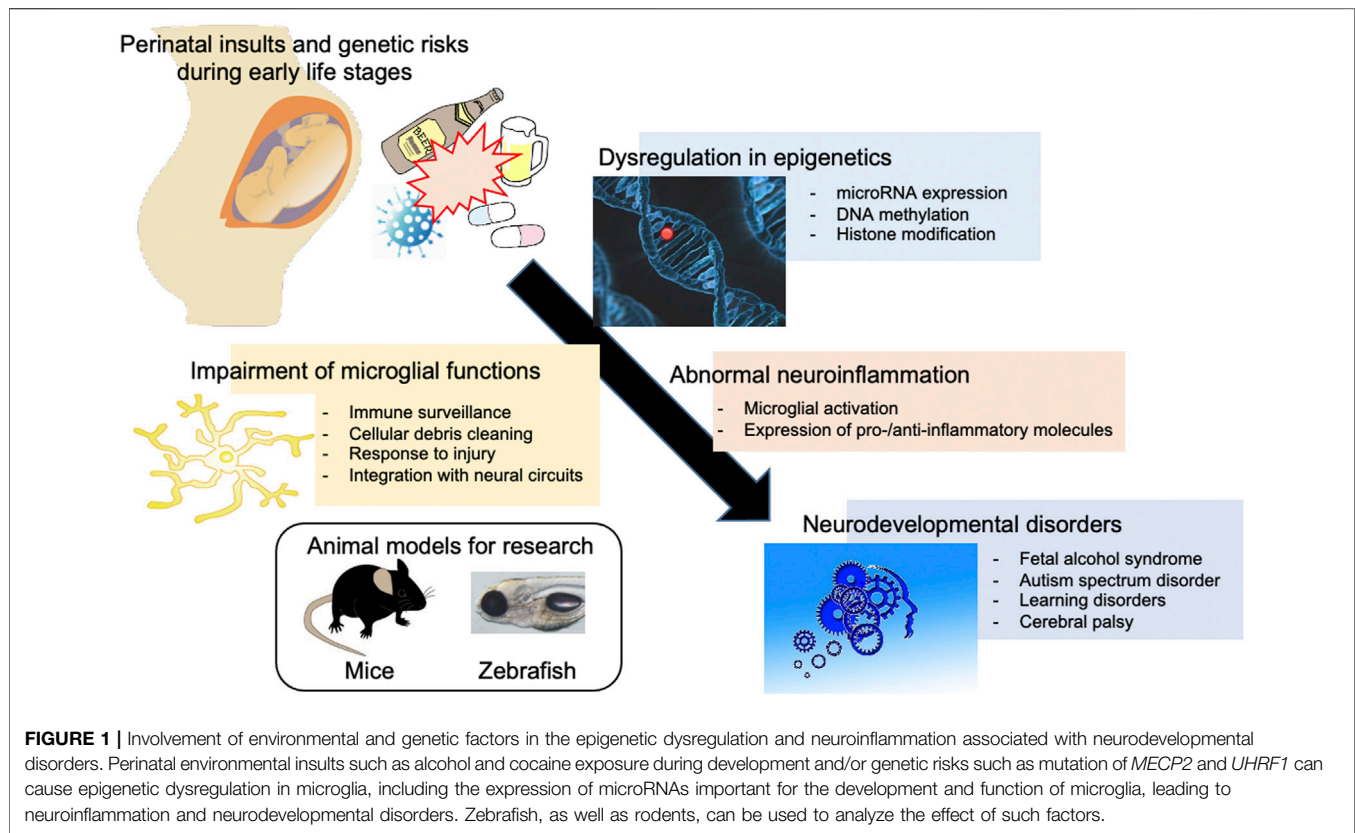 Perinatal insults and genetic risks
during early life stages
BEER
Dysregulation in epigenetics
- microRNA expression
- DNA methylation
- Histone modification
Impairment of microglial functions
- Immune surveillance
- Cellular debris cleaning
- Response to injury
- Integration with neural circuits
Abnormal neuroinflammation
- Microglial activation
- Expression of pro-/anti-inflammatory molecules
Animal models for research
Mice Zebrafish
Neurodevelopmental disorders
- Fetal alcohol syndrome
- Autism spectrum disorder
- Learning disorders
- Cerebral palsy
FIGURE 1 | Involvement of environmental and genetic factors in the epigenetic dysregulation and neuroinflammation associated with neurodevelopmental
disorders. Perinatal environmental insults such as alcohol and cocaine exposure during development and/or genetic risks such as mutation of MECP2 and UHRF1 can
cause epigenetic dysregulation in microglia, including the expression of microRNAs important for the development and function of microglia, leading to
neuroinflammation and neurodevelopmental disorders. Zebrafish, as well as rodents, can be used to analyze the effect of such factors.